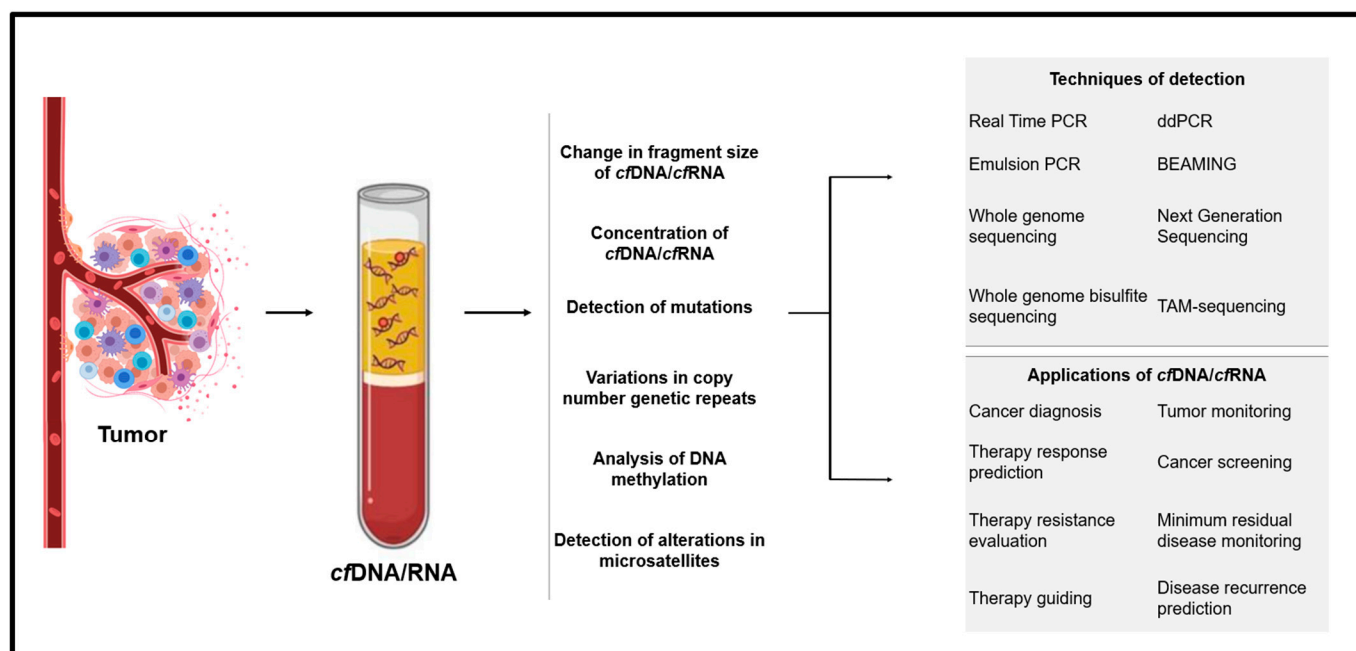 Tumor
cfDNA/RNA
Change in fragment size
of cfDNA/cfRNA
Concentration of
cfDNA/cfRNA
Detection of mutations
Variations in copy
number genetic repeats
Analysis of DNA
methylation
Detection of alterations in
microsatellites
Techniques of detection
Real Time PCR
ddPCR
Emulsion PCR
BEAMING
Whole genome
sequencing
Next Generation
Sequencing
Whole genome bisulfite
sequencing
TAM-sequencing
Applications of cfDNA/cfRNA
Cancer diagnosis
Tumor monitoring
Therapy response
prediction
Cancer screening
Therapy resistance
evaluation
Minimum residual
disease monitoring
Therapy guiding
Disease recurrence
prediction